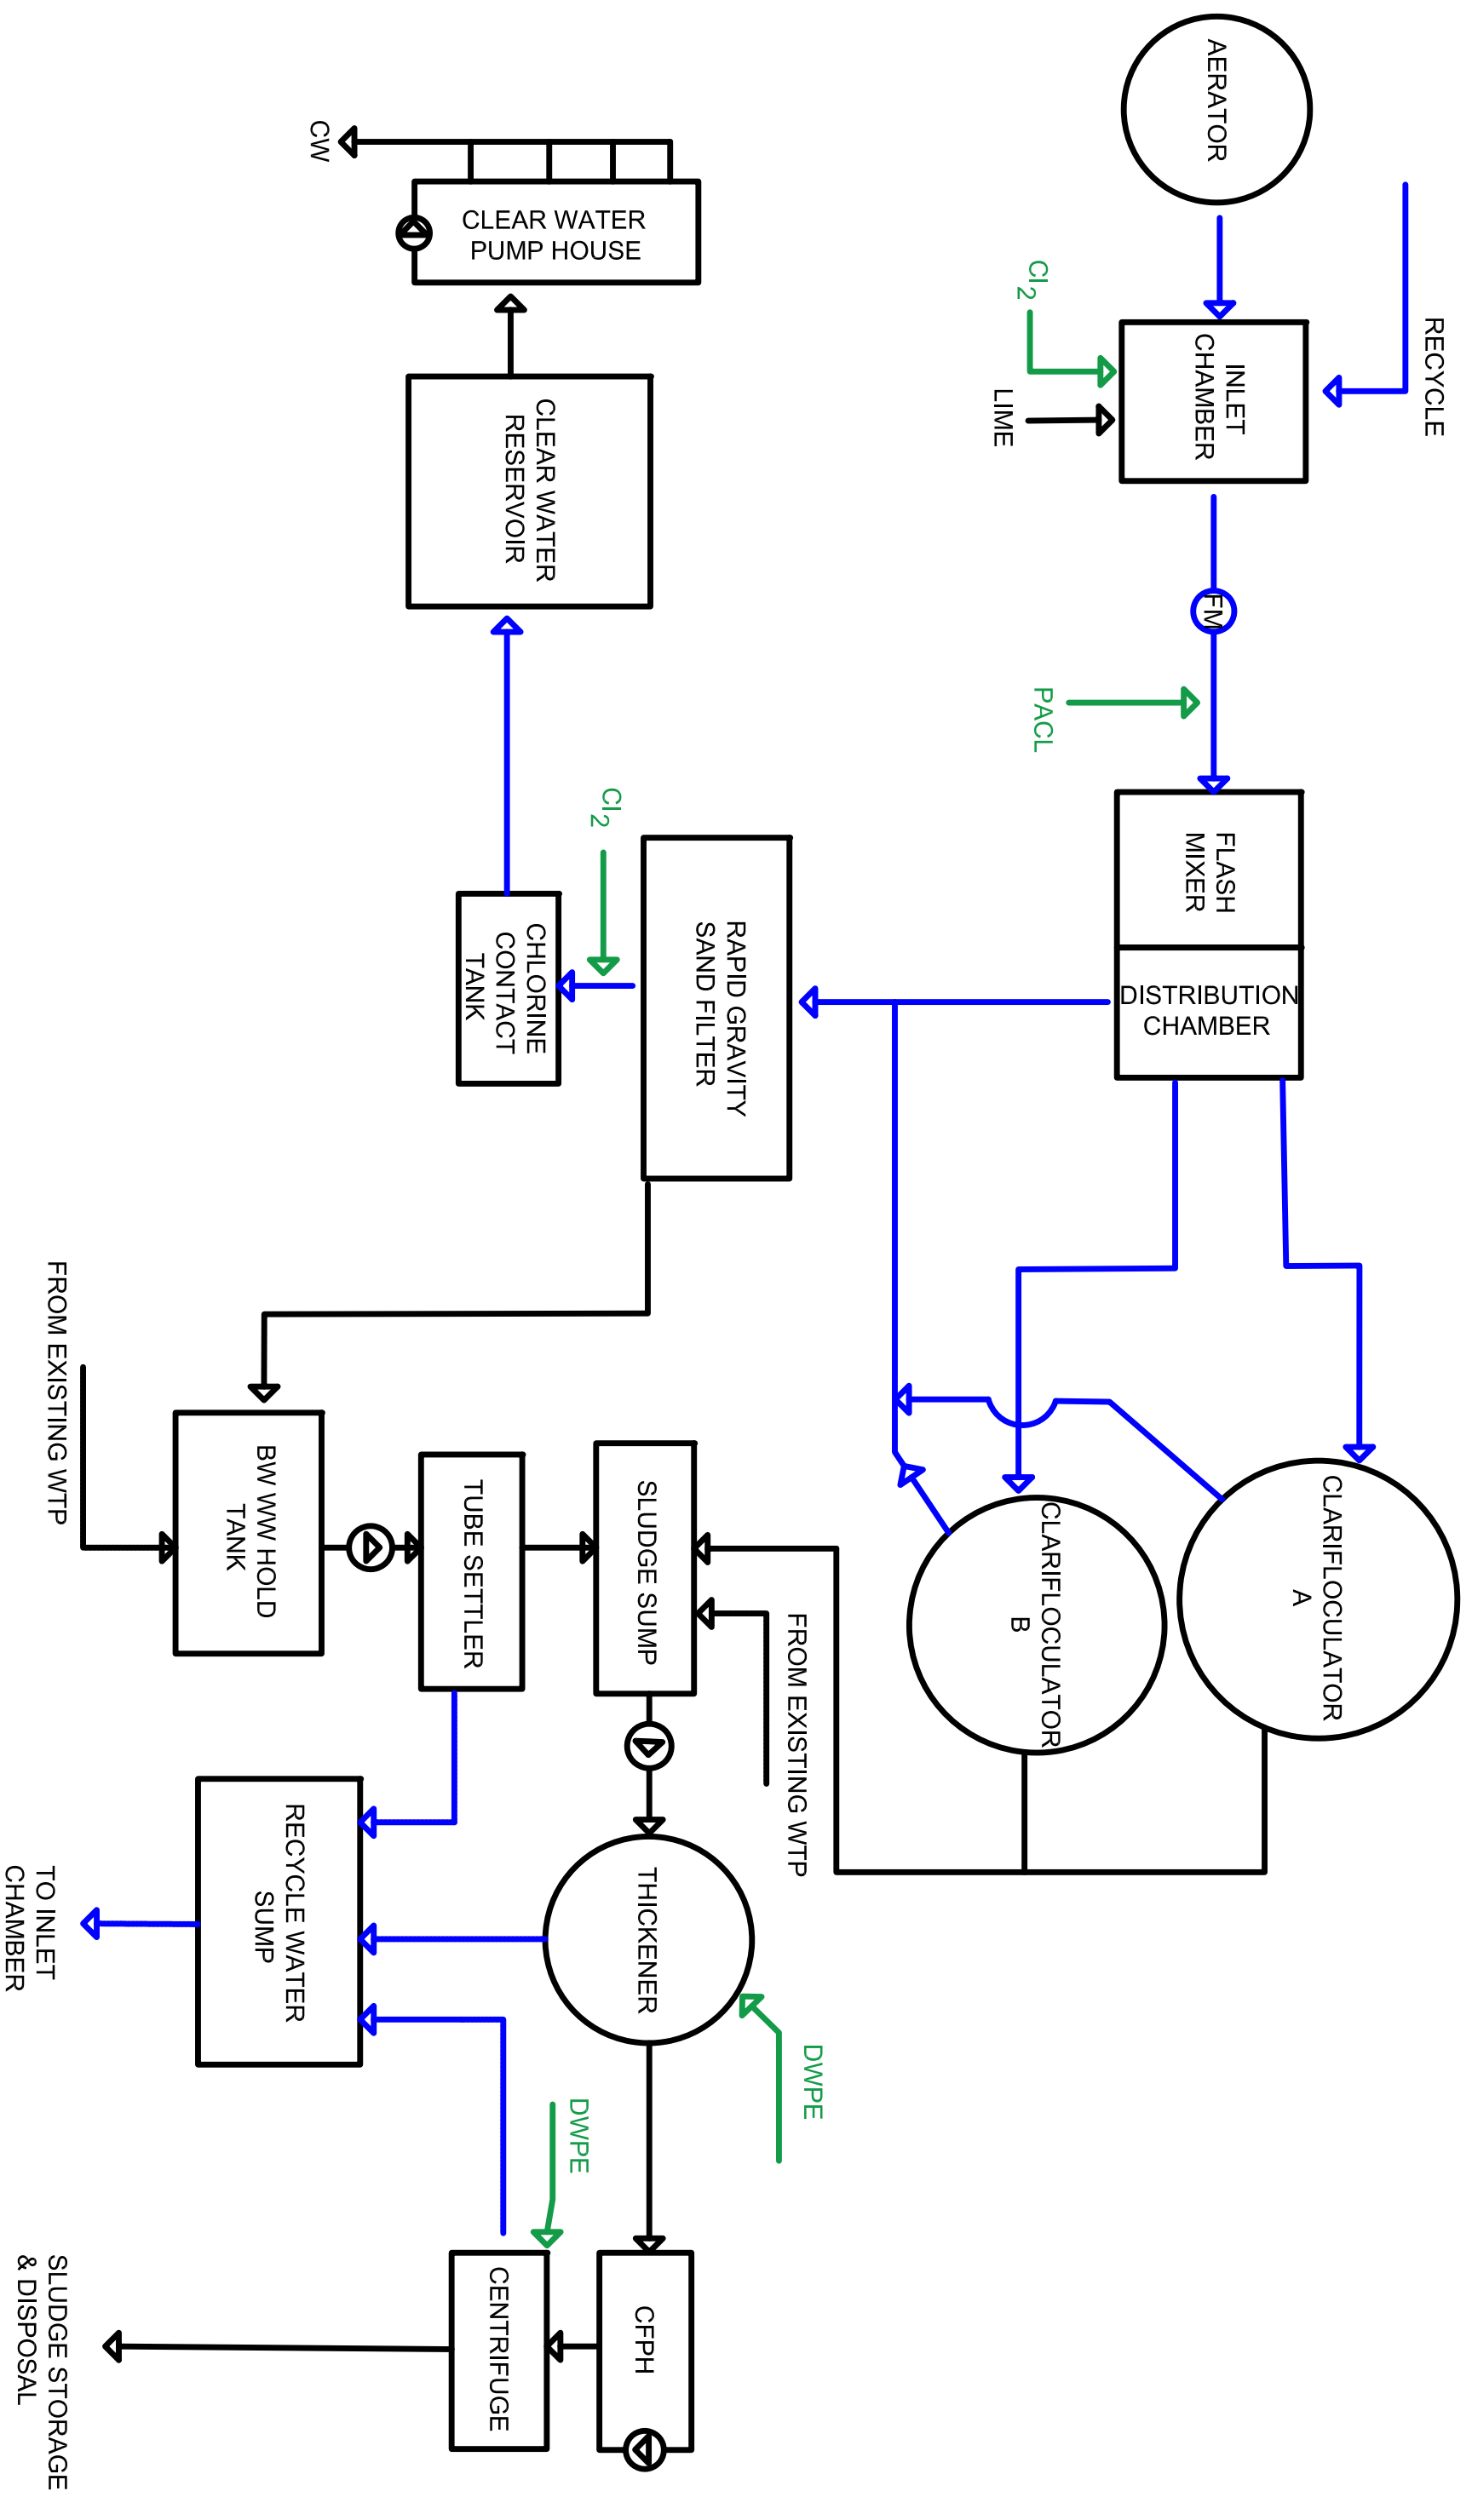 AERATOR
RECYCLE
Cl2
LIME
INLET
CHAMBER
FM
PACL
FLASH
MIXER
DISTRIBUTION
CHAMBER
CLARIFLOCULATOR
A
CLARIFLOCULATOR
B
CW
CLEAR WATER
PUMP HOUSE
CLEAR WATER
RESERVOIR
Cl2
CHLORINE
CONTACT
TANK
RAPID GRAVITY
SAND FILTER
FROM EXISTING WTP
BW WW HOLD
TANK
TUBE SETTLER
SLUDGE SUMP
FROM EXISTING WTP
THICKENER
RECYCLE WATER
SUMP
TO INLET
CHAMBER
DWPE
DWPE
CFPH
CENTRIFUGE
SLUDGE STORAGE
& DISPOSAL